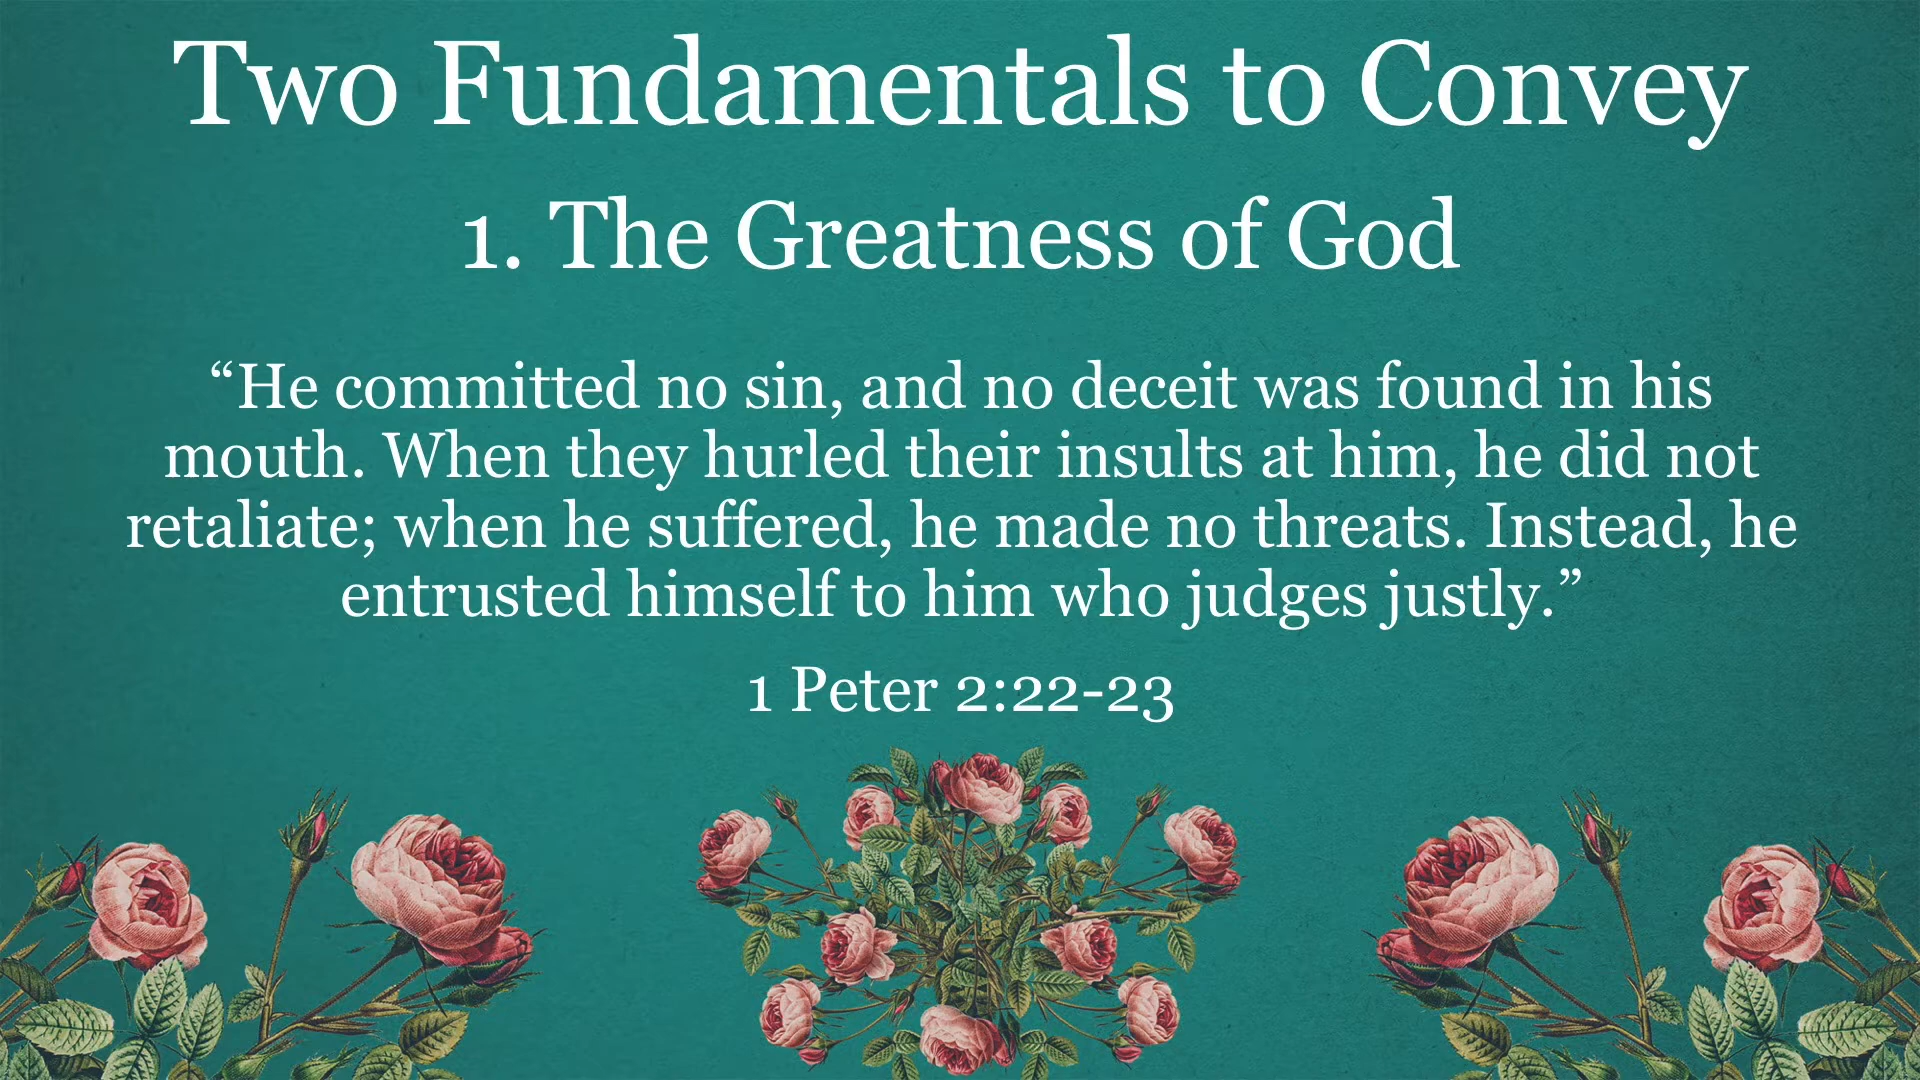 Two Fundamentals to Convey
1. The Greatness of God
“He committed no sin, and no deceit was found in his
mouth. When they hurled their insults at him, he did not
retaliate; when he suffered, he made no threats. Instead, he
entrusted himself to him who judges justly.”
1 Peter 2:22-23